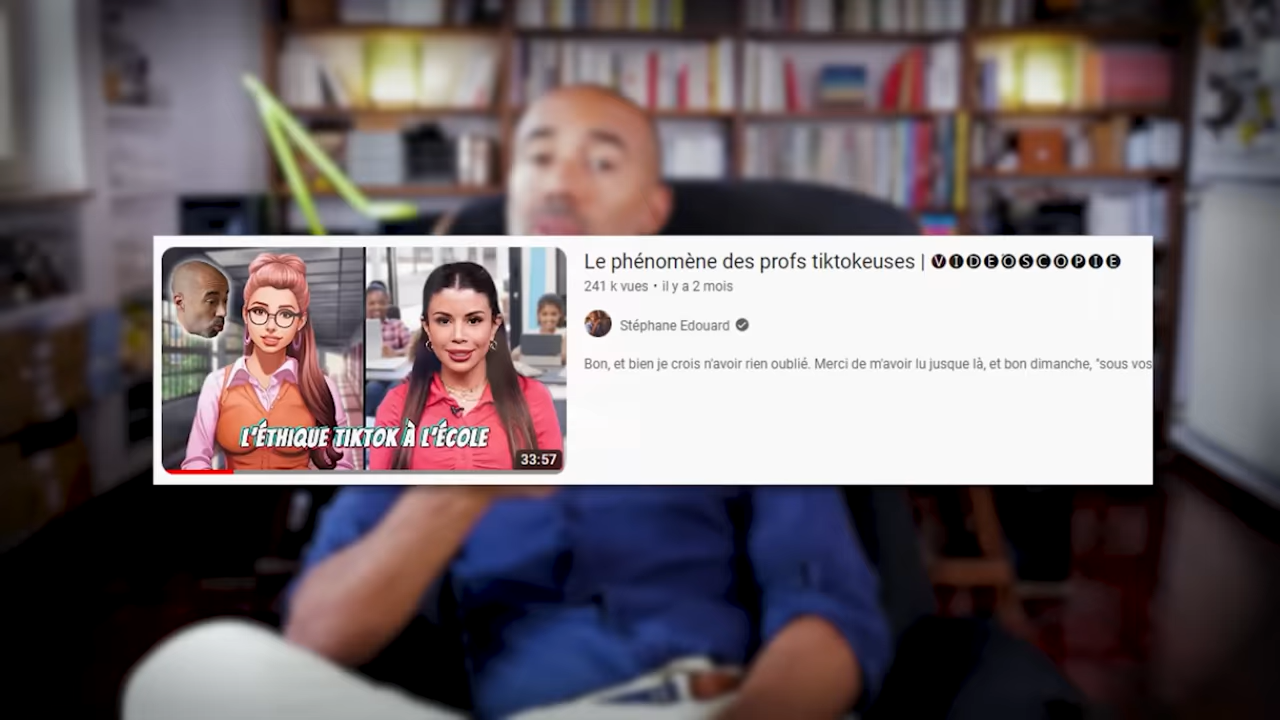 Le phénomène des profs tiktokeuses | 🅥🅘🅓🅔🅞🅢🅒🅞🅟🅘🅔
241 k vues • il y a 2 mois
Stéphane Edouard
Bon, et bien je crois n'avoir rien oublié. Merci de m'avoir lu jusque là, et bon dimanche, "sous vos
L'ÉTHIQUE TIKTOK À L'ÉCOLE
33:57